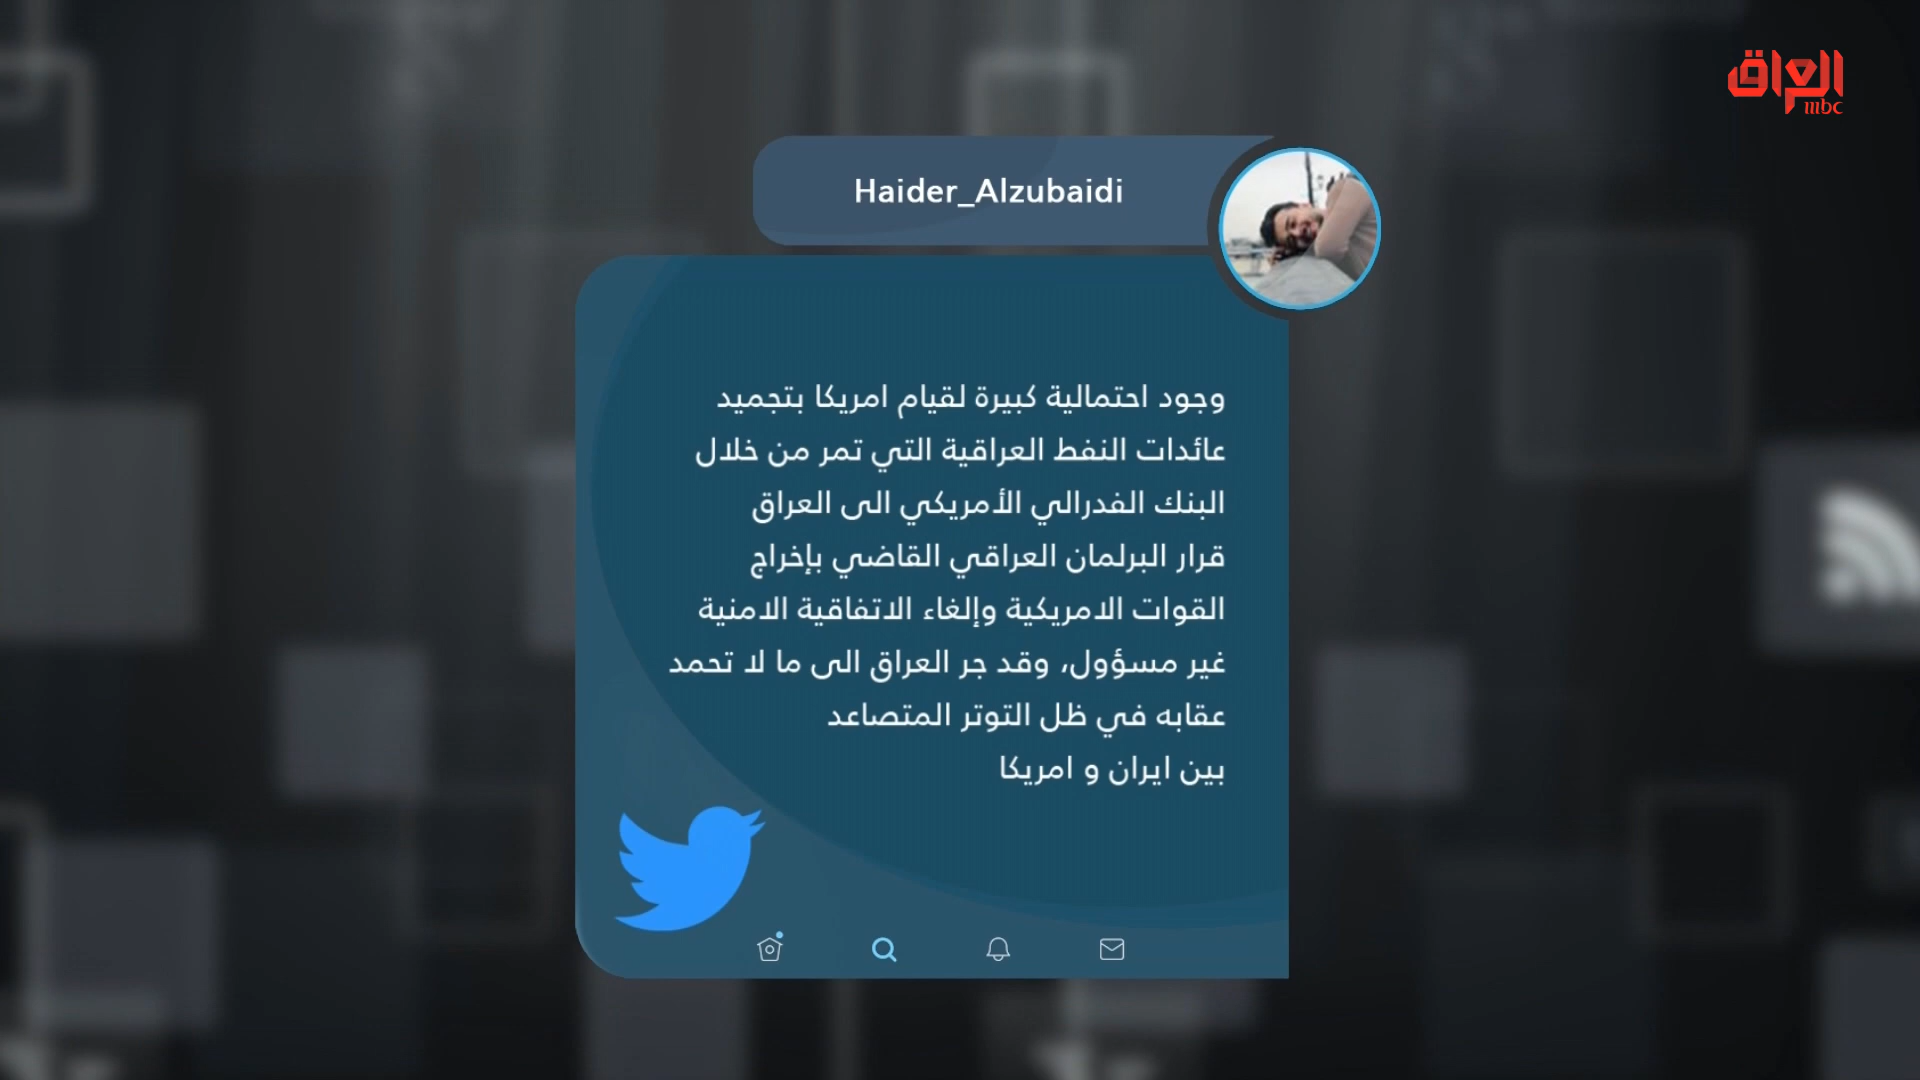 العراق
mbc
Haider_Alzubaidi
وجود احتمالية كبيرة لقيام امريكا بتجميد
عائدات النفط العراقية التي تمر من خلال
البنك الفدرالي الأمريكي الى العراق
قرار البرلمان العراقي القاضي بإخراج
القوات الامريكية وإلغاء الاتفاقية الامنية
غير مسؤول، وقد جر العراق الى ما لا تحمد
عقابه في ظل التوتر المتصاعد
بين ايران و امريكا